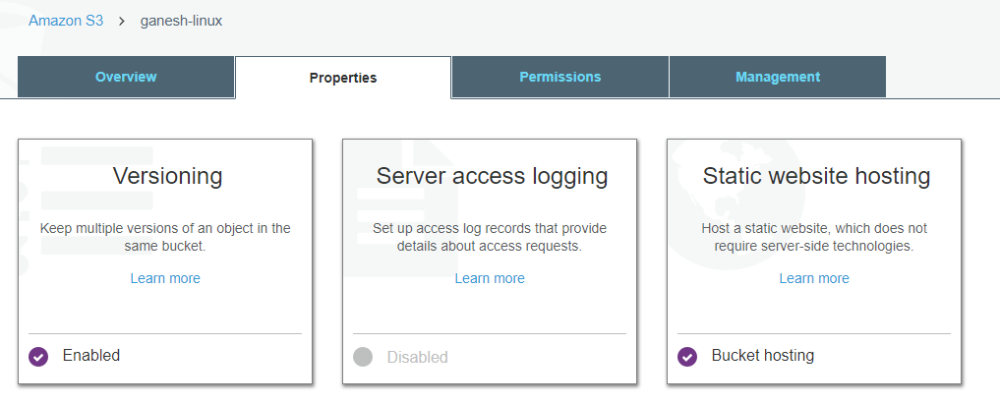 Amazon S3 > ganesh-linux
Overview Properties Permissions Management
Versioning
Keep multiple versions of an object in the
same bucket.
Learn more
Enabled
Server access logging
Set up access log records that provide
details about access requests.
Learn more
Disabled
Static website hosting
Host a static website, which does not
require server-side technologies.
Learn more
Bucket hosting